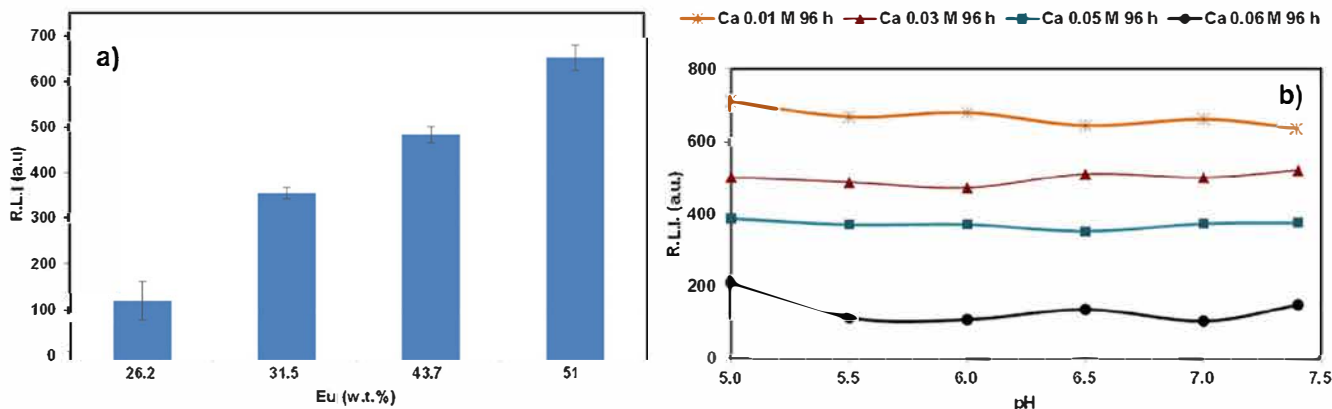 a)
700
600
500
400
300
200
100
0
R.L.I (a.u)
26.2 31.5 43.7 51
Eu (w.t.%)
Ca 0.01 M 96 h Ca 0.03 M 96 h Ca 0.05 M 96 h Ca 0.06 M 96 h
b)
800
600
400
200
0
R.L.I. (a.u.)
5.0 5.5 6.0 6.5 7.0 7.5
pH